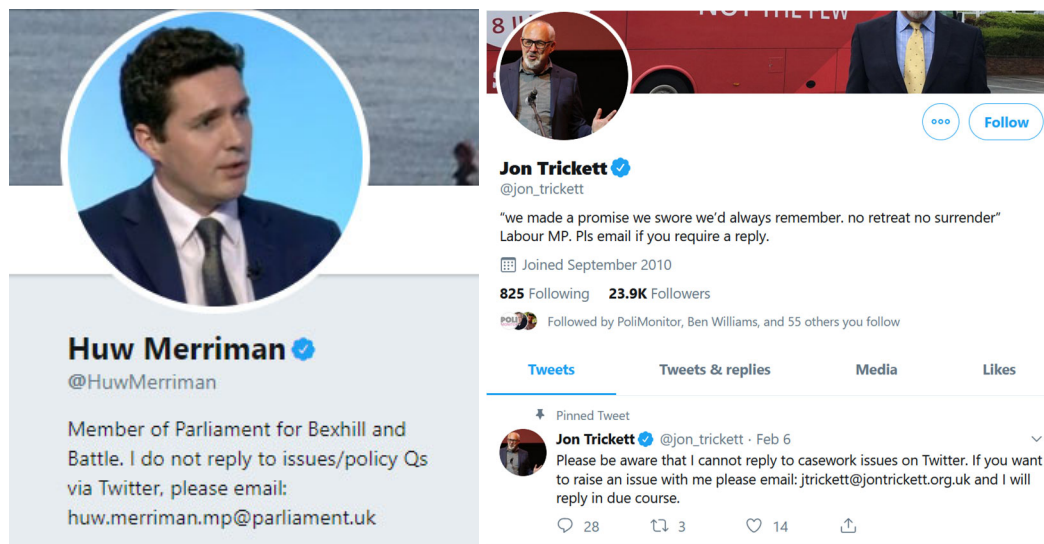 Huw Merriman
@HuwMerriman
Member of Parliament for Bexhill and
Battle. I do not reply to issues/policy Qs
via Twitter, please email:
huw.merriman.mp@parliament.uk
8
NOT THE FEW
Follow
Jon Trickett
@jon_trickett
“we made a promise we swore we’d always remember. no retreat no surrender”
Labour MP. Pls email if you require a reply.
Joined September 2010
825 Following 23.9K Followers
POLI
Followed by PoliMonitor, Ben Williams, and 55 others you follow
Tweets Tweets & replies Media Likes
Pinned Tweet
Jon Trickett @jon_trickett · Feb 6
Please be aware that I cannot reply to casework issues on Twitter. If you want
to raise an issue with me please email: jtrickett@jontrickett.org.uk and I will
reply in due course.
28 3 14